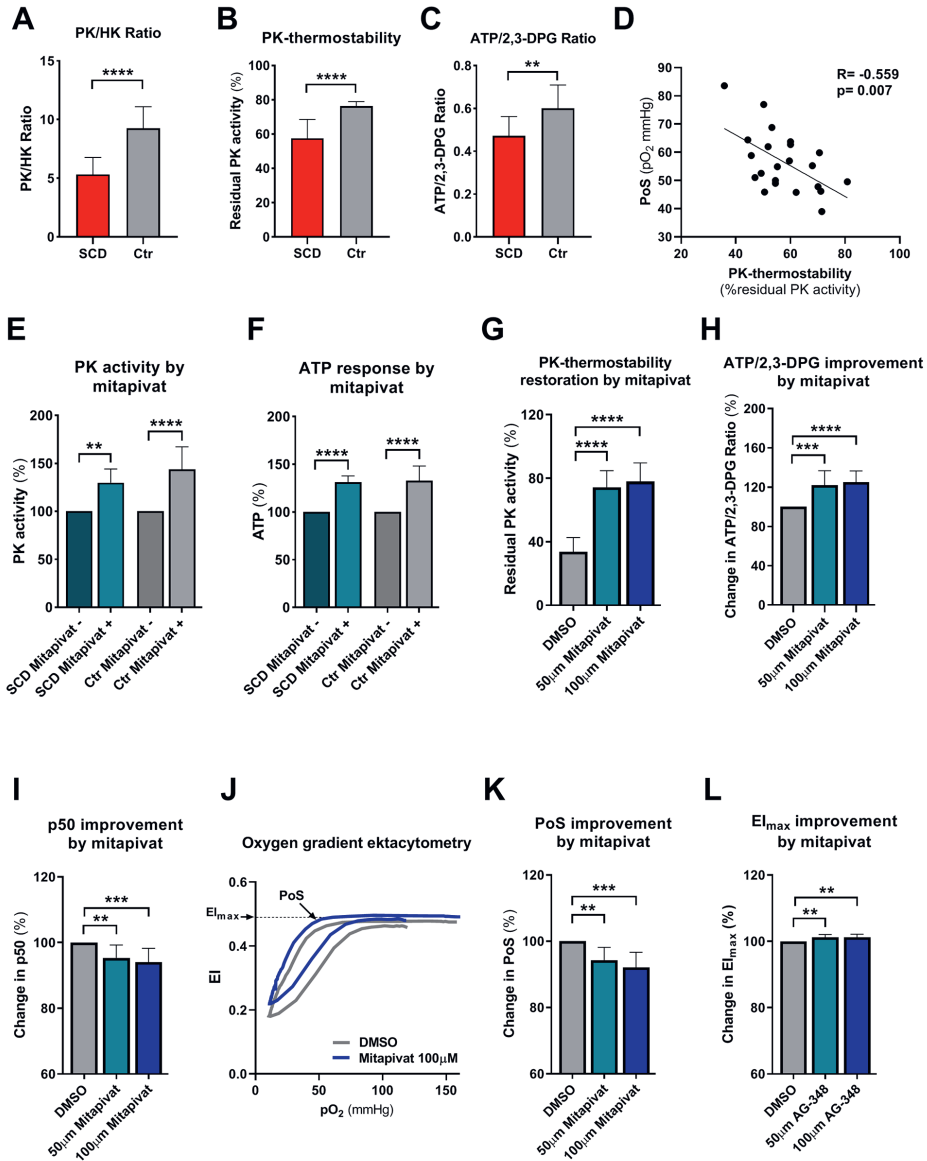 A
PK/HK Ratio
****
PK/HK Ratio
15
10
5
0
SCD
Ctr
B
PK-thermostability
****
Residual PK activity (%)
100
80
60
40
20
0
SCD
Ctr
C
ATP/2,3-DPG Ratio
**
ATP/2,3-DPG Ratio
0.8
0.6
0.4
0.2
0.0
SCD
Ctr
D
R= -0.559
p= 0.007
PoS (pO2 mmHg)
90
80
70
60
50
40
30
20
40
60
80
100
PK-thermostability
(%residual PK activity)
E
PK activity by
mitapivat
**
****
PK activity (%)
200
150
100
50
0
SCD Mitapivat -
SCD Mitapivat +
Ctr Mitapivat -
Ctr Mitapivat +
F
ATP response by
mitapivat
****
****
ATP (%)
200
150
100
50
0
SCD Mitapivat -
SCD Mitapivat +
Ctr Mitapivat -
Ctr Mitapivat +
G
PK-thermostability
restoration by mitapivat
****
****
Residual PK activity (%)
120
80
40
0
DMSO
50μm Mitapivat
100μm Mitapivat
H
ATP/2,3-DPG improvement
by mitapivat
****
***
Change in ATP/2,3-DPG Ratio (%)
200
160
120
80
40
0
DMSO
50μm Mitapivat
100μm Mitapivat
I
p50 improvement
by mitapivat
***
**
Change in p50 (%)
120
100
80
60
DMSO
50μm Mitapivat
100μm Mitapivat
J
Oxygen gradient ektacytometry
PoS
EImax
EI
0.6
0.4
0.2
0.0
DMSO
Mitapivat 100μM
0
50
100
150
pO2 (mmHg)
K
PoS improvement
by mitapivat
***
**
Change in PoS (%)
120
100
80
60
DMSO
50μm Mitapivat
100μm Mitapivat
L
EImax improvement
by mitapivat
**
**
Change in EImax (%)
120
100
80
60
DMSO
50μm AG-348
100μm AG-348